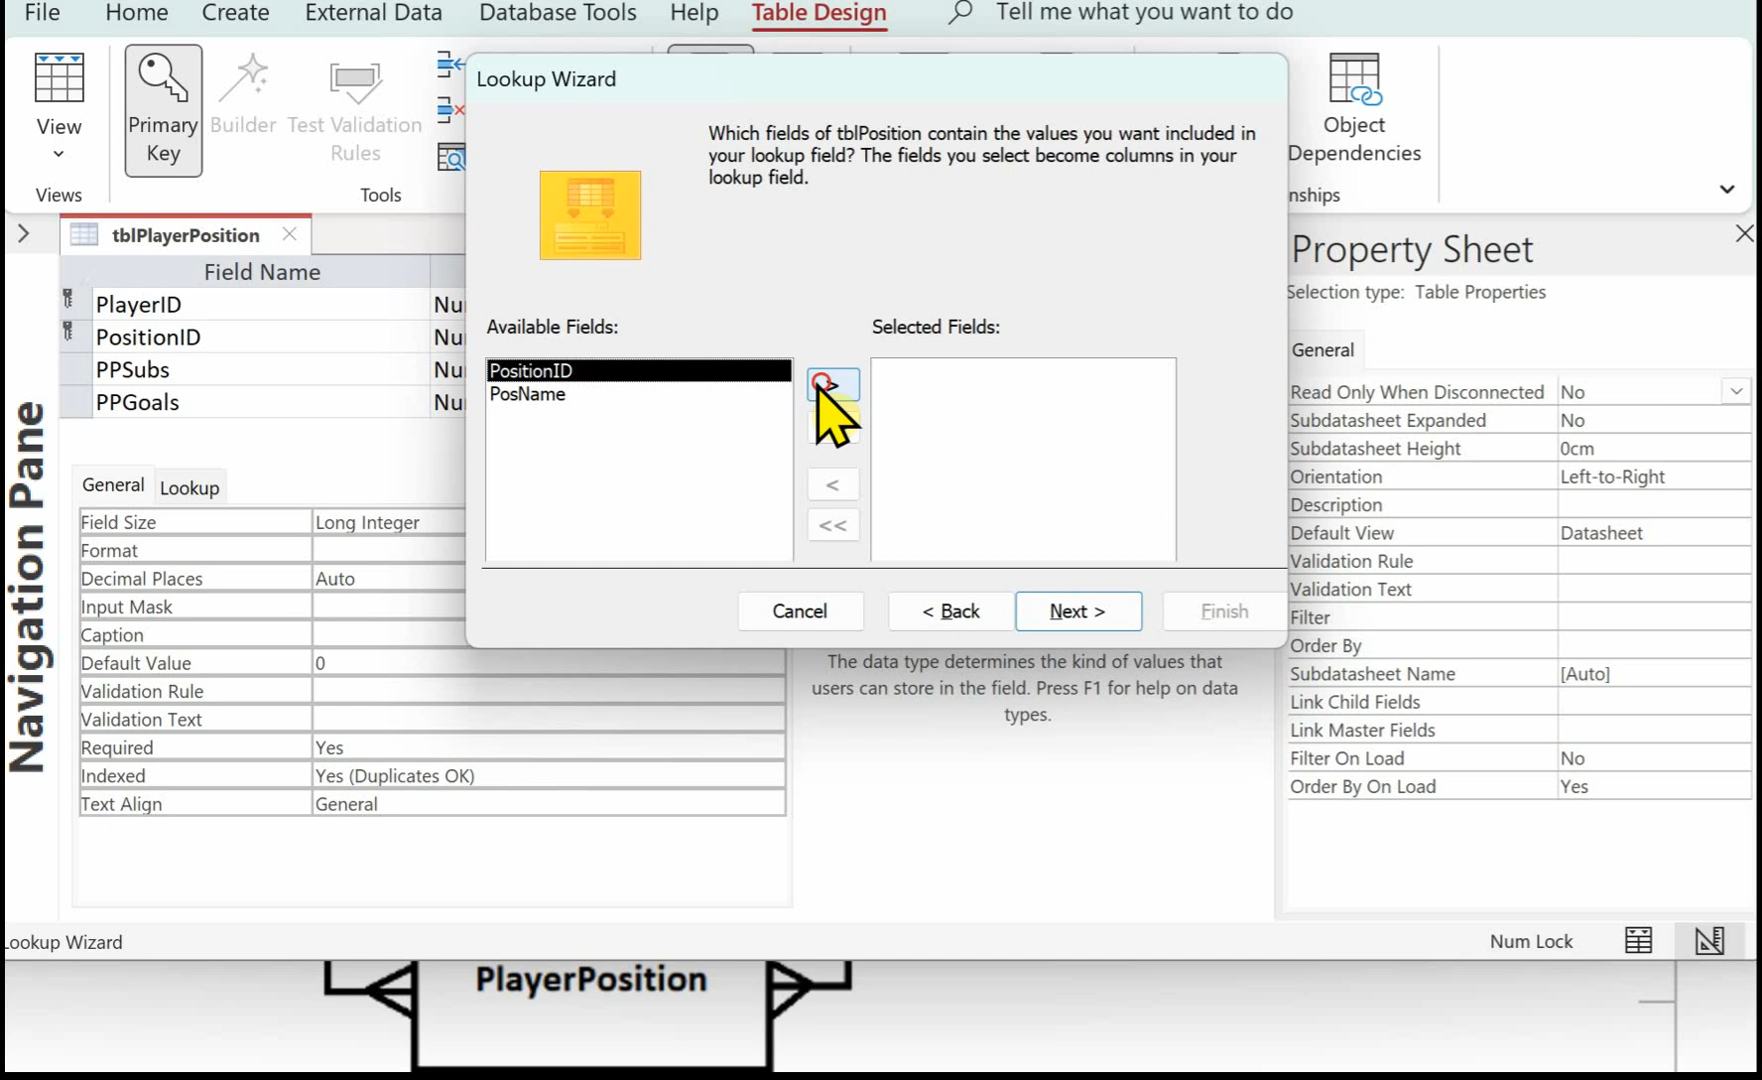 File Home Create External Data Database Tools Help Table Design Tell me what you want to do
View
Primary
Key
Builder
Test Validation
Rules
Object
Dependencies
Views
Tools
nships
Lookup Wizard
Which fields of tblPosition contain the values you want included in
your lookup field? The fields you select become columns in your
lookup field.
Available Fields:
PositionID
PosName
Selected Fields:
>
<
<<
Cancel
< Back
Next >
Finish
tblPlayerPosition
Field Name
PlayerID Nu
PositionID Nu
PPSubs Nu
PPGoals Nu
Navigation Pane
General Lookup
Field Size Long Integer
Format
Decimal Places Auto
Input Mask
Caption
Default Value 0
Validation Rule
Validation Text
Required Yes
Indexed Yes (Duplicates OK)
Text Align General
The data type determines the kind of values that
users can store in the field. Press F1 for help on data
types.
Property Sheet
Selection type: Table Properties
General
Read Only When Disconnected No
Subdatasheet Expanded No
Subdatasheet Height 0cm
Orientation Left-to-Right
Description
Default View Datasheet
Validation Rule
Validation Text
Filter
Order By
Subdatasheet Name [Auto]
Link Child Fields
Link Master Fields
Filter On Load No
Order By On Load Yes
Lookup Wizard
Num Lock
PlayerPosition